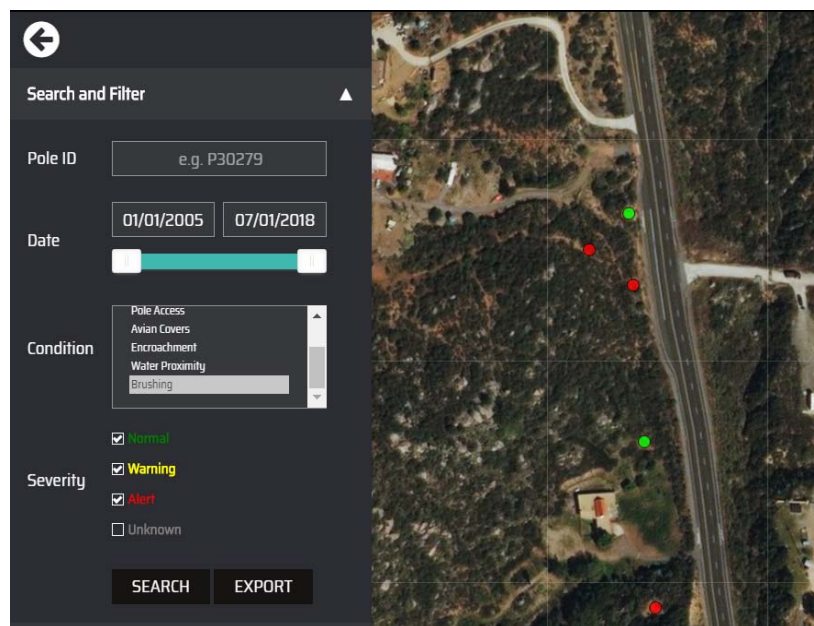 Search and Filter ▲
Pole ID e.g. P30279
Date 01/01/2005 07/01/2018
Condition
Pole Access
Avian Covers
Encroachment
Water Proximity
Brushing
Severity
Normal
Warning
Alert
Unknown
SEARCH EXPORT